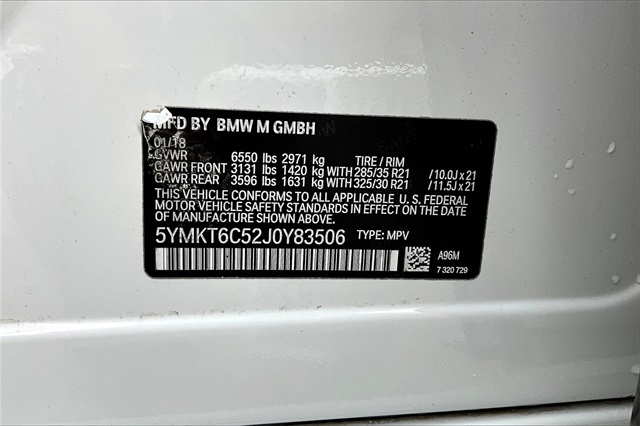 MFD BY BMW M GMBH
01/18
GVWR 6550 lbs 2971 kg TIRE / RIM
GAWR FRONT 3131 lbs 1420 kg WITH 285/35 R21 /10.0J x 21
GAWR REAR 3596 lbs 1631 kg WITH 325/30 R21 /11.5J x 21
THIS VEHICLE CONFORMS TO ALL APPLICABLE U. S. FEDERAL
MOTOR VEHICLE SAFETY STANDARDS IN EFFECT ON THE DATE OF
MANUFACTURE SHOWN ABOVE.
5YMKT6C52J0Y83506 TYPE: MPV
A96M
7 320 729